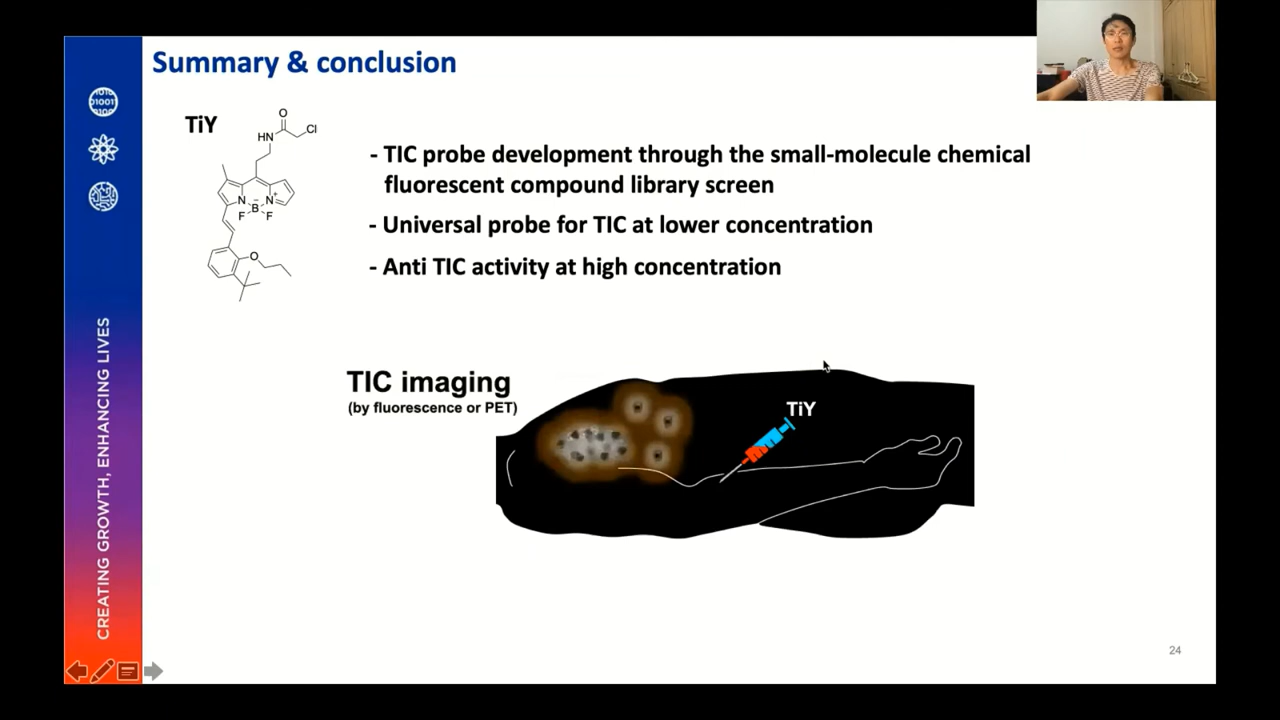 Summary & conclusion
TiY
O
HN
Cl
N
N
+
B
-
F
F
O
- TIC probe development through the small-molecule chemical
fluorescent compound library screen
- Universal probe for TIC at lower concentration
- Anti TIC activity at high concentration
TIC imaging
(by fluorescence or PET)
TiY
CREATING GROWTH, ENHANCING LIVES
24